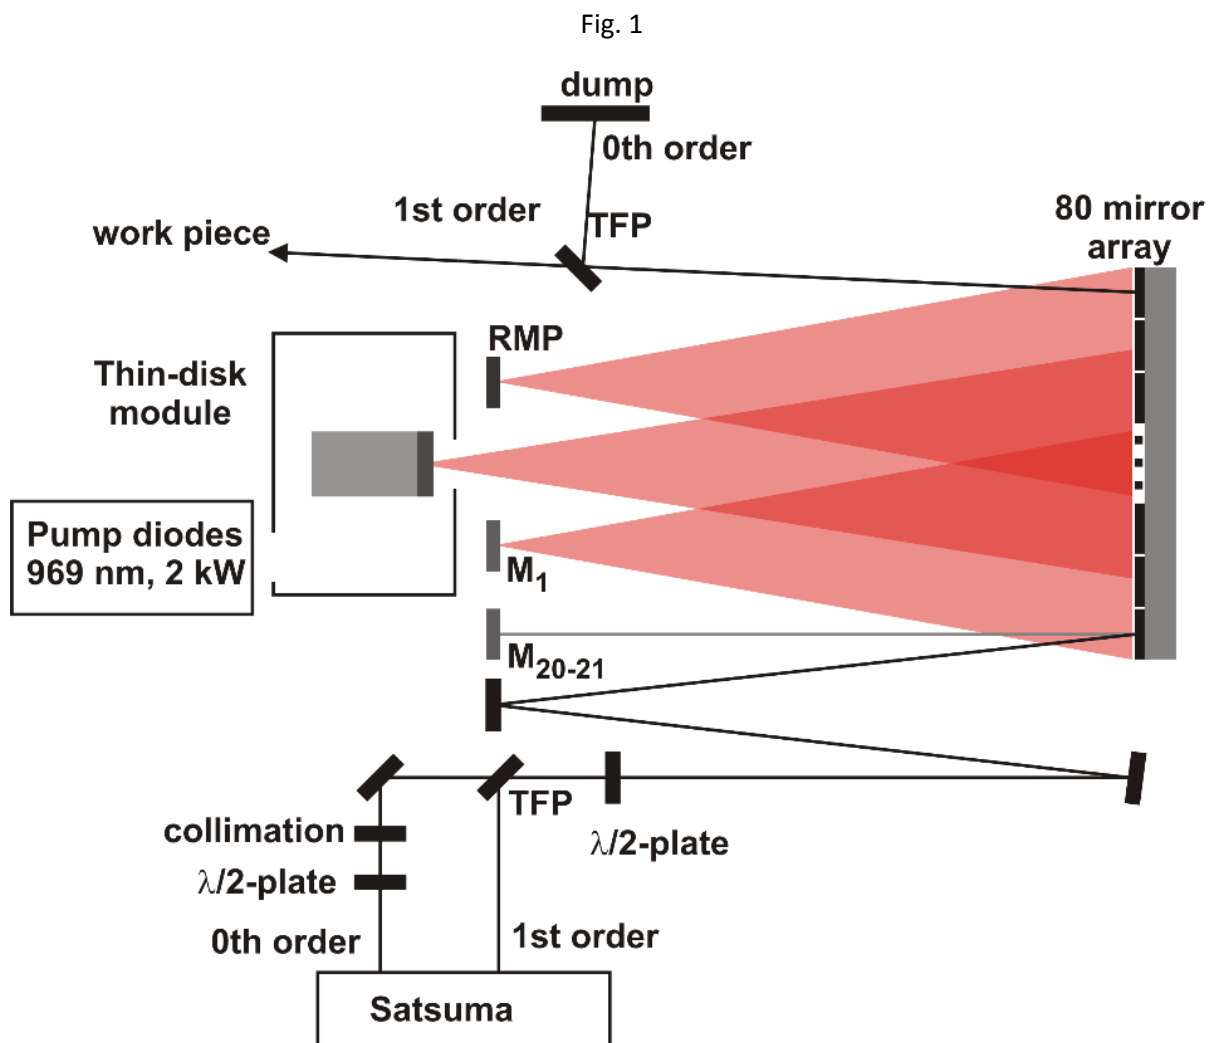 Fig. 1
dump
0th order
1st order
TFP
work piece
80 mirror
array
RMP
Thin-disk
module
Pump diodes
969 nm, 2 kW
M1
M20-21
TFP
collimation
λ/2-plate
λ/2-plate
0th order
1st order
Satsuma